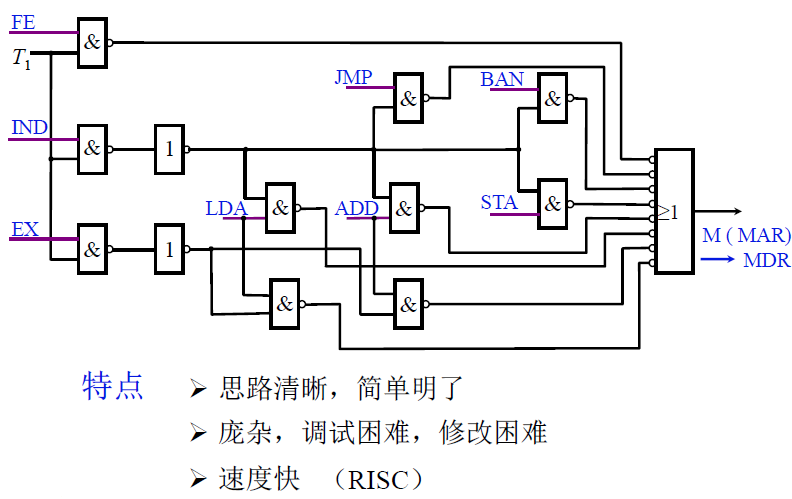 FE
&
T1
JMP
&
BAN
&
IND
&
1
LDA
&
ADD
&
STA
&
≥1
EX
&
1
M ( MAR)
→ MDR
&
&
特点
➢ 思路清晰，简单明了
➢ 庞杂，调试困难，修改困难
➢ 速度快 （RISC）